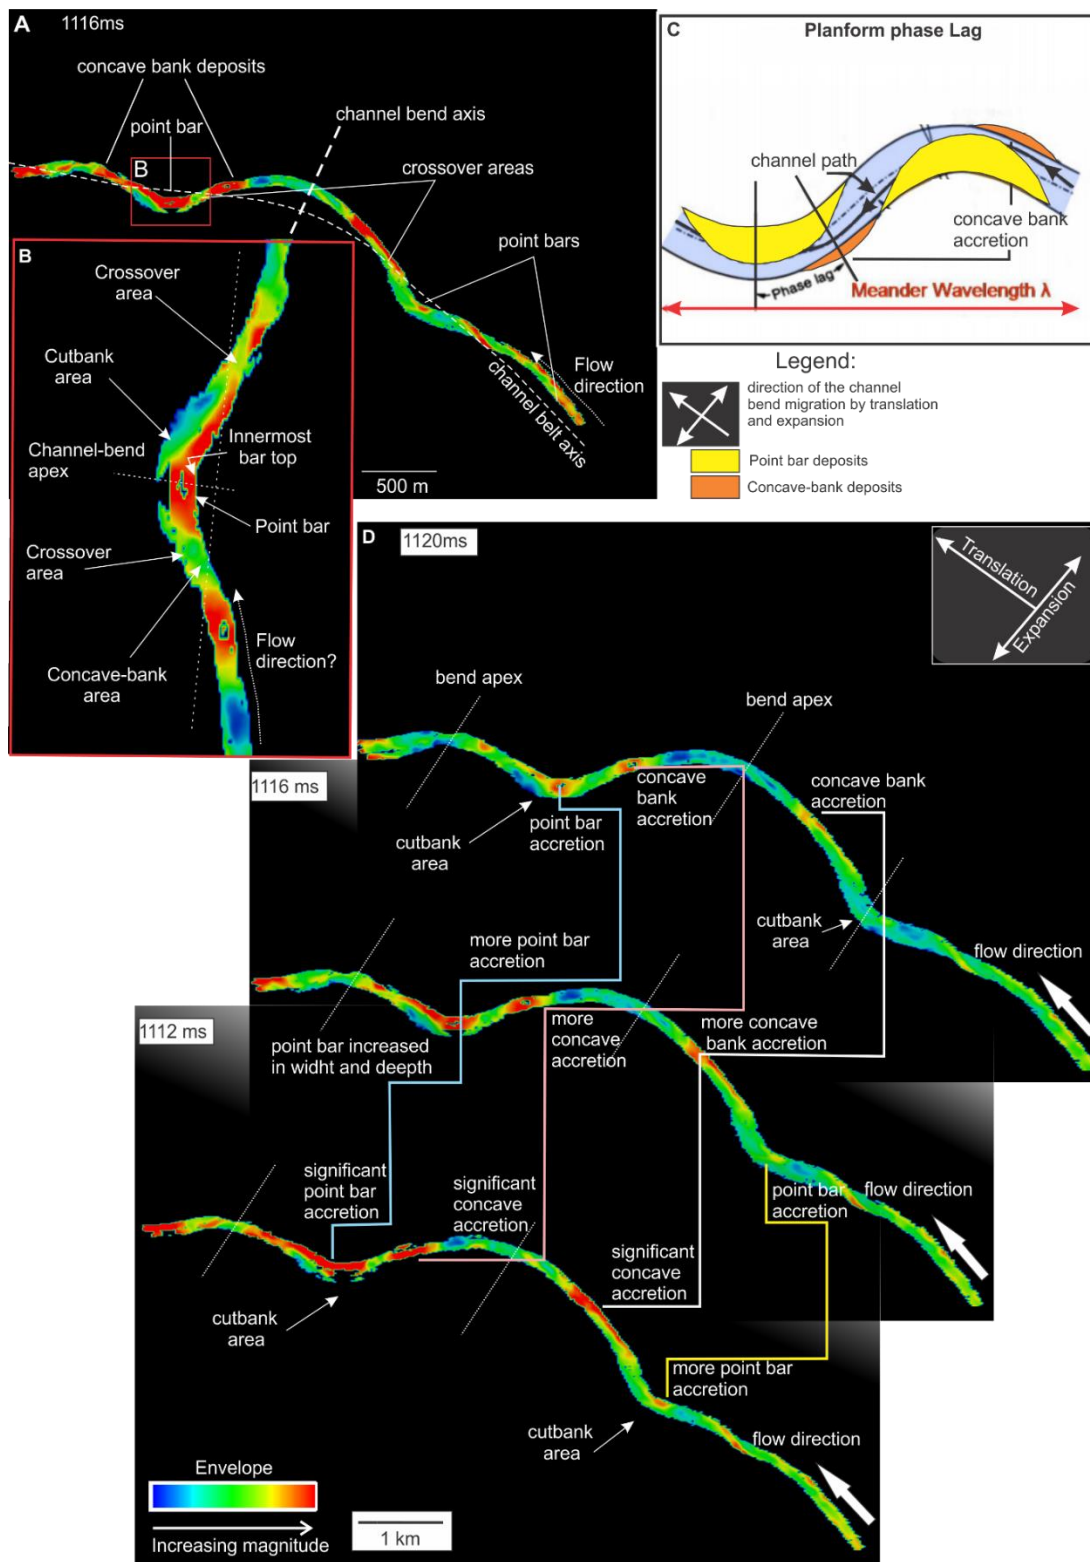 A
1116ms
concave bank deposits
point bar
channel bend axis
B
crossover areas
point bars
Flow
direction
channel belt axis
500 m
B
Crossover
area
Cutbank
area
Channel-bend
apex
Innermost
bar top
Point bar
Crossover
area
Concave-bank
area
Flow
direction?
C
Planform phase Lag
channel path
concave bank
accretion
Phase lag
Meander Wavelength λ
Legend:
direction of the channel
bend migration by translation
and expansion
Point bar deposits
Concave-bank deposits
D
1120ms
Translation
Expansion
bend apex
bend apex
concave
bank
accretion
concave bank
accretion
cutbank
area
point bar
accretion
cutbank
area
flow direction
1116 ms
more point bar
accretion
point bar increased
in widht and deepth
more
concave
accretion
more concave
bank accretion
point bar
accretion
flow direction
1112 ms
significant
point bar
accretion
significant
concave
accretion
significant
concave
accretion
cutbank
area
more point bar
accretion
cutbank
area
flow direction
Envelope
Increasing magnitude
1 km